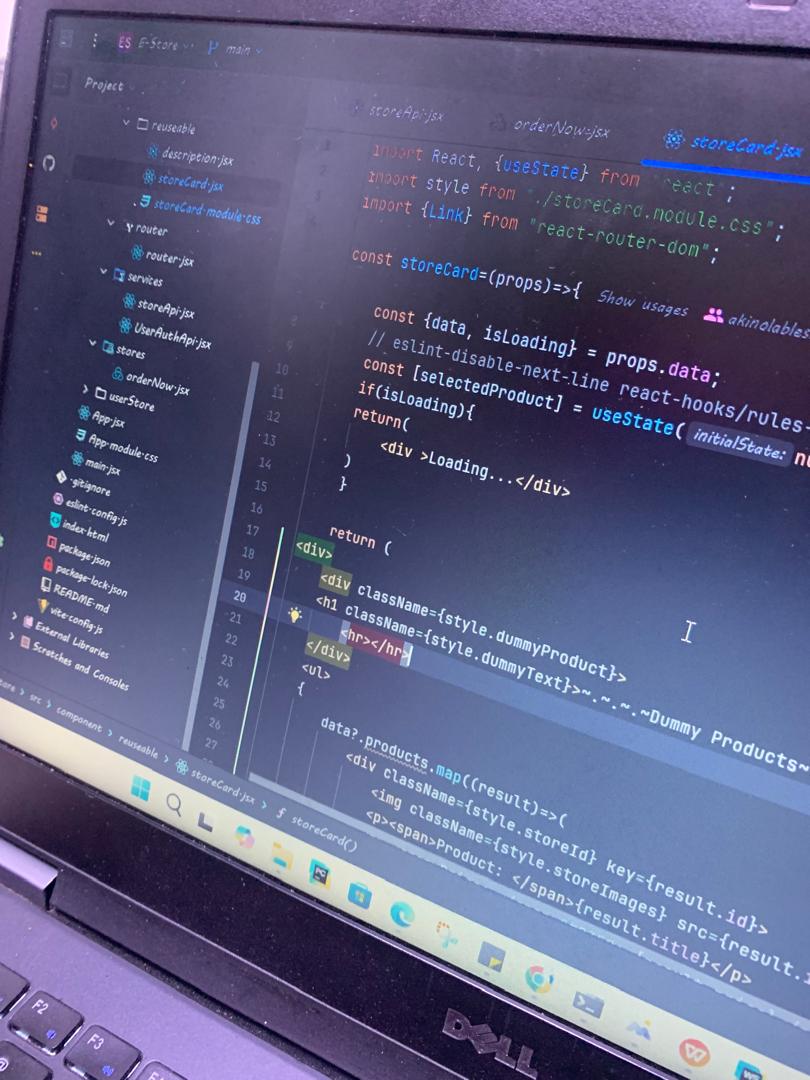 ES E-Store main
Project
reuseable
description.jsx
storeCard.jsx
storeCard.module.css
router
router.jsx
services
storeApi.jsx
UserAuthApi.jsx
stores
orderNow.jsx
userStore
App.jsx
App.module.css
main.jsx
.gitignore
eslint.config.js
index.html
package.json
package-lock.json
README.md
vite.config.js
External Libraries
Scratches and Consoles
storeApi.jsx orderNow.jsx storeCard.jsx
import React, {useState} from "react";
import style from "./storeCard.module.css";
import {Link} from "react-router-dom";
const storeCard=(props)=>{ Show usages akinolables
const {data, isLoading} = props.data;
// eslint-disable-next-line react-hooks/rules-
10 const [selectedProduct] = useState( initialState: nu
11 if(isLoading){
12 return(
13 <div >Loading...</div>
14 )
15 }
16
17 return (
18 <div>
19 <div className={style.dummyProduct}>
20 <h1 className={style.dummyText}>~.~.~.~Dummy Products~
21 <hr></hr>
22 </div>
23 <ul>
24 {
25 data?.products.map((result)=>(
26 <div className={style.storeId} key={result.id}>
27 <img className={style.storeImages} src={result.
<p><span>Product: </span>{result.title}</p>
src > component > reuseable > storeCard.jsx > storeCard()
DELL
F2
F3